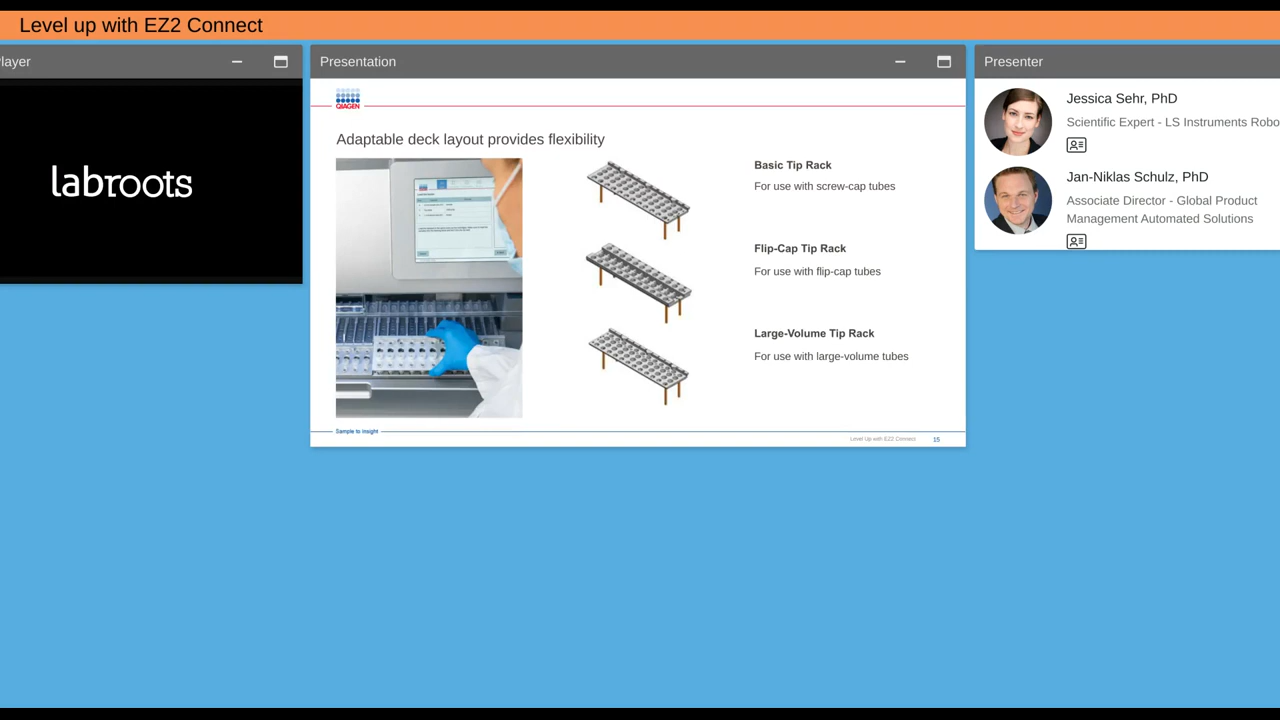 Level up with EZ2 Connect
layer
Presentation
Presenter
labroots
QIAGEN
Adaptable deck layout provides flexibility
Basic Tip Rack
For use with screw-cap tubes
Flip-Cap Tip Rack
For use with flip-cap tubes
Large-Volume Tip Rack
For use with large-volume tubes
Sample to Insight
Level Up with EZ2 Connect
15
Jessica Sehr, PhD
Scientific Expert - LS Instruments Robo
Jan-Niklas Schulz, PhD
Associate Director - Global Product
Management Automated Solutions